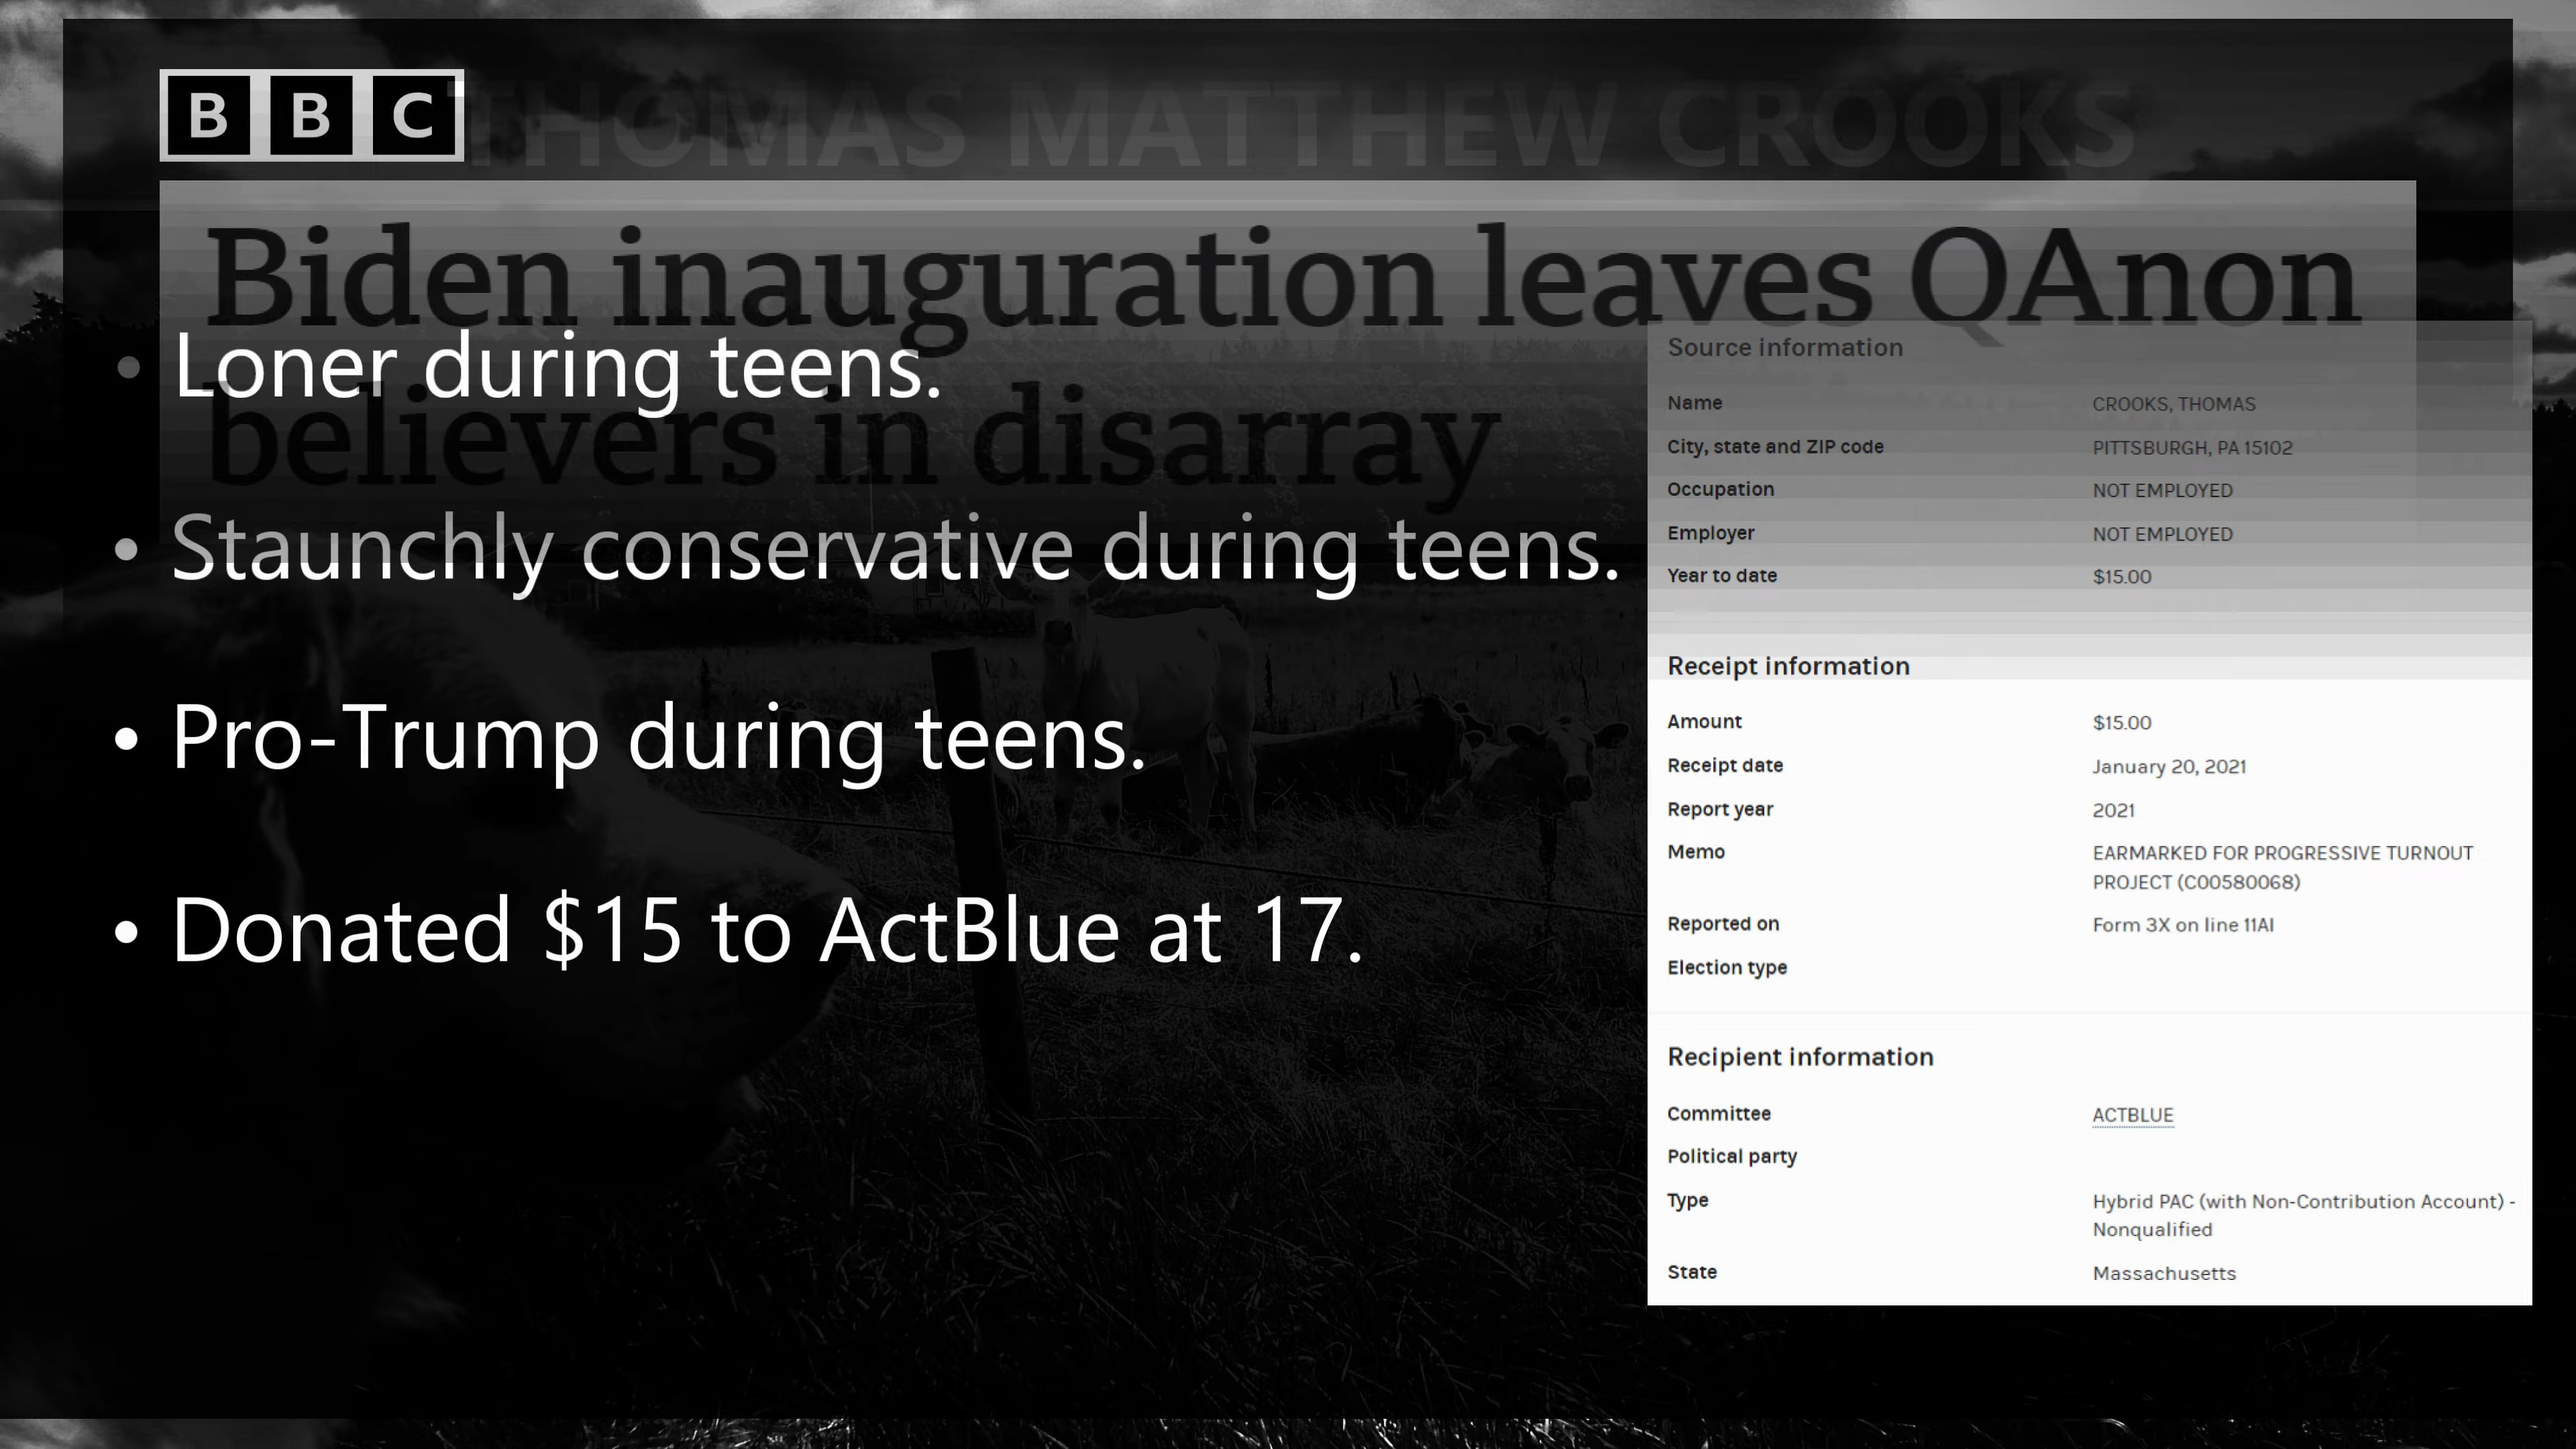 BBC
THOMAS MATTHEW CROOKS
Biden inauguration leaves QAnon
believers in disarray
• Loner during teens.
• Staunchly conservative during teens.
• Pro-Trump during teens.
• Donated $15 to ActBlue at 17.
Source information
Name CROOKS, THOMAS
City, state and ZIP code PITTSBURGH, PA 15102
Occupation NOT EMPLOYED
Employer NOT EMPLOYED
Year to date $15.00
Receipt information
Amount $15.00
Receipt date January 20, 2021
Report year 2021
Memo EARMARKED FOR PROGRESSIVE TURNOUT
PROJECT (C00580068)
Reported on Form 3X on line 11AI
Election type
Recipient information
Committee ACTBLUE
Political party
Type Hybrid PAC (with Non-Contribution Account) -
Nonqualified
State Massachusetts